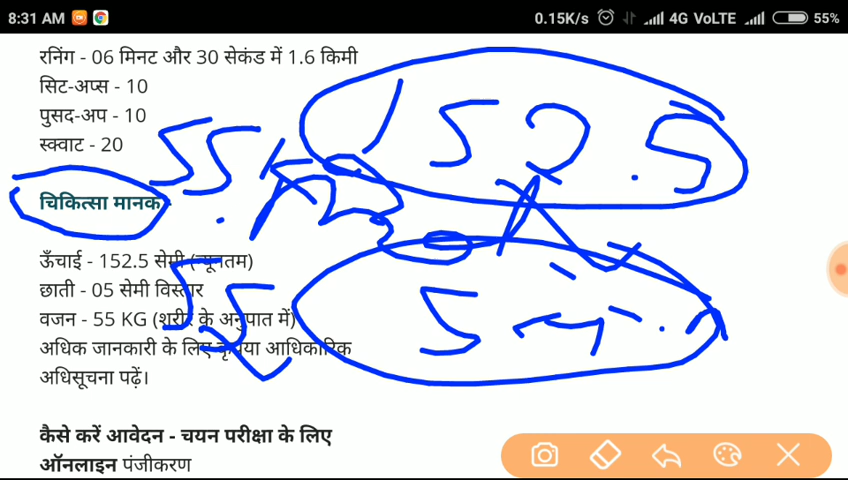 8:31 AM 0.15K/s 4G VoLTE 55%
रनिंग - 06 मिनट और 30 सेकंड में 1.6 किमी
सिट-अप्स - 10
पुसद-अप - 10
स्क्वाट - 20
55 152.5
चिकित्सा मानक -
ऊँचाई - 152.5 सेमी (न्यूनतम)
छाती - 05 सेमी विस्तार
वजन - 55 KG (शरीर के अनुपात में)
55 5
अधिक जानकारी के लिए कृपया आधिकारिक
अधिसूचना पढ़ें।
कैसे करें आवेदन - चयन परीक्षा के लिए
ऑनलाइन पंजीकरण